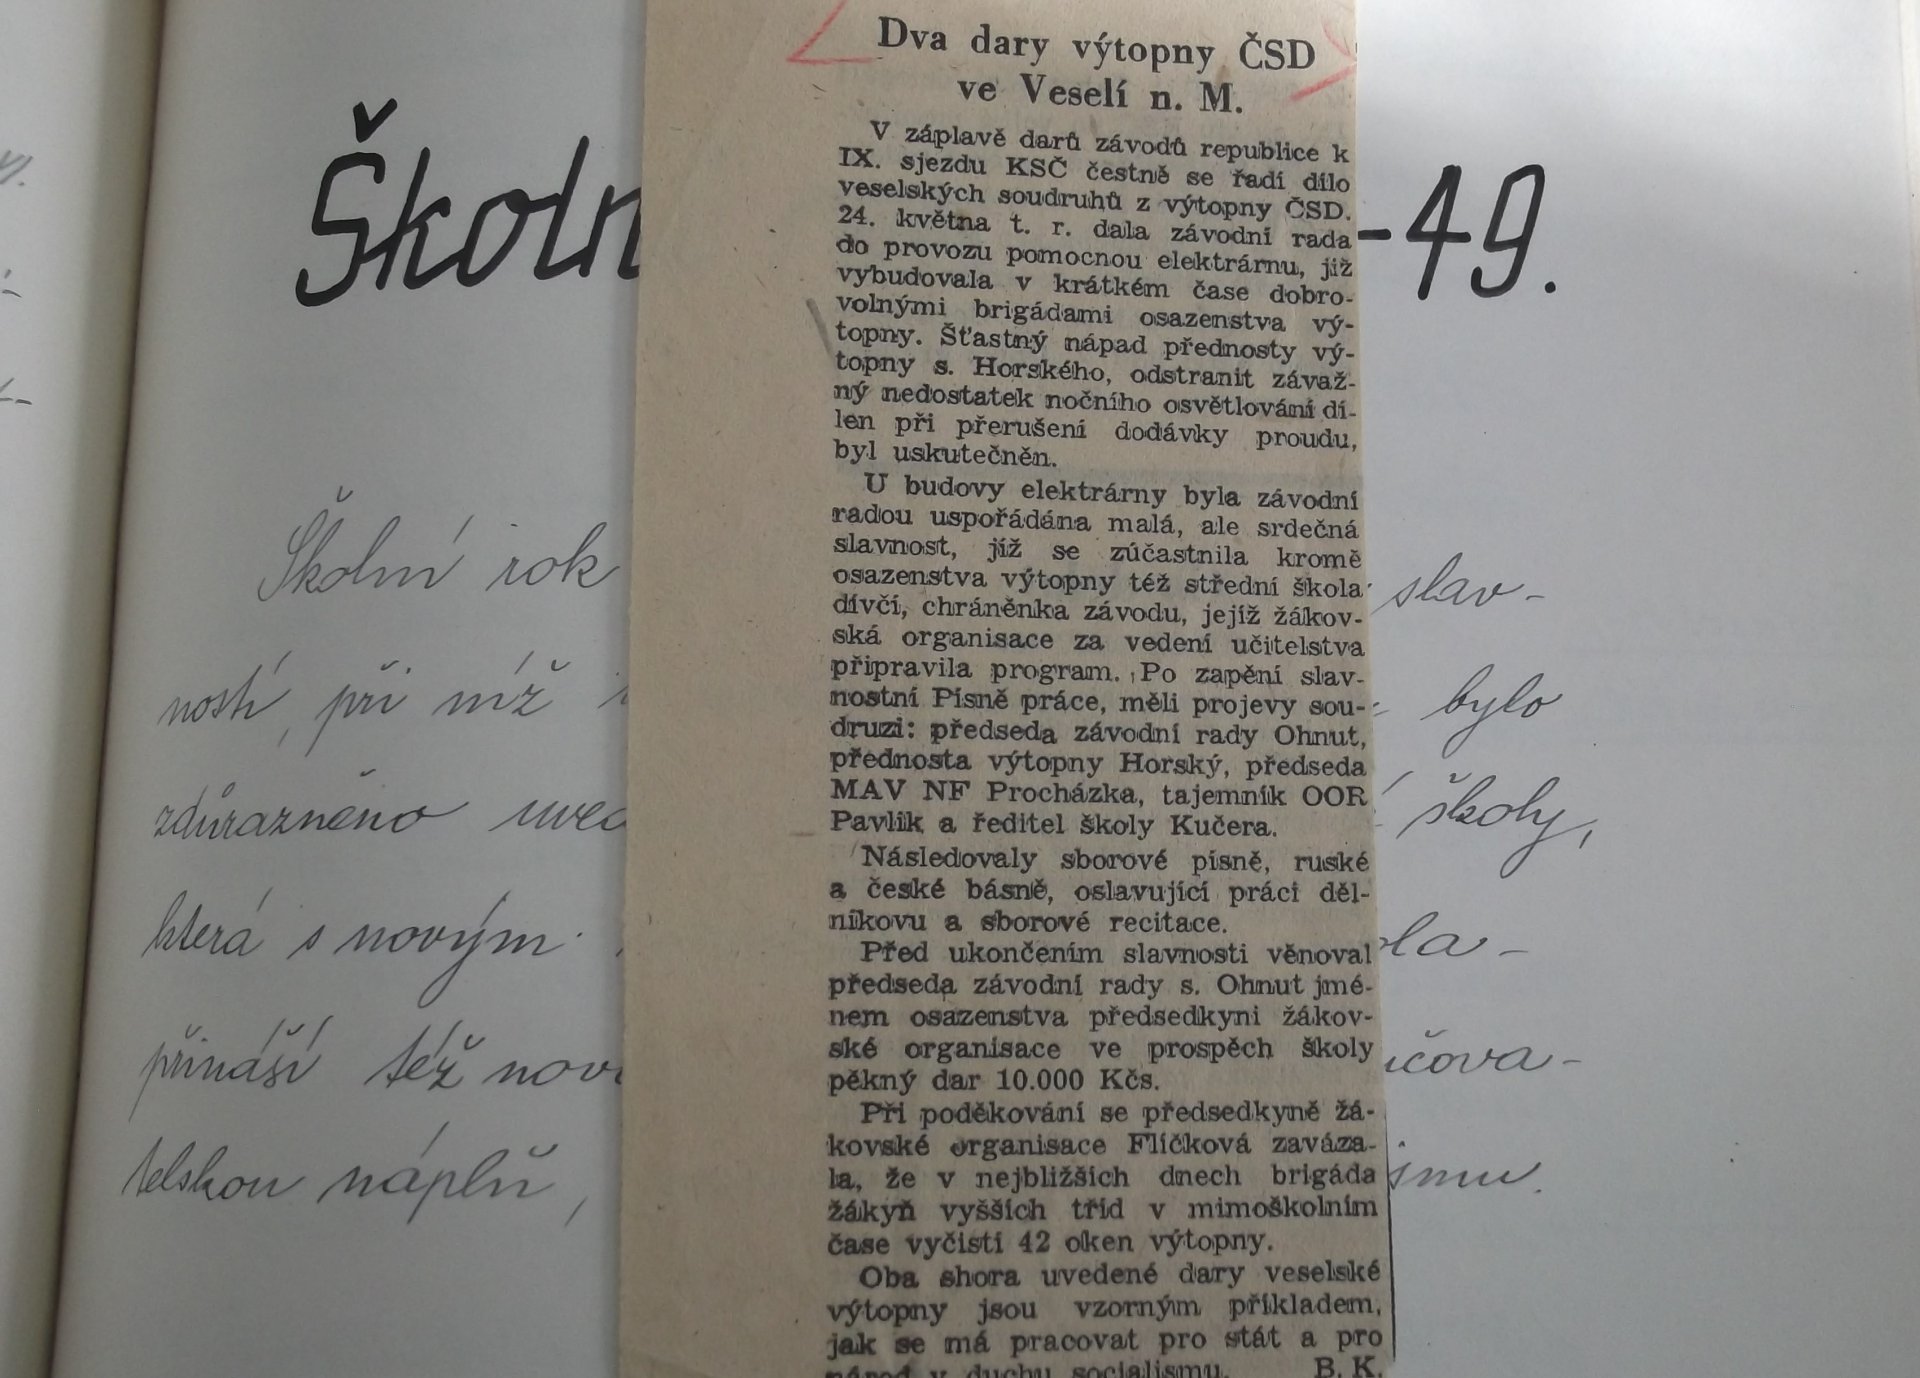 Dva dary výtopny ČSD
ve Veselí n. M.
V záplavě darů závodů republice k
IX. sjezdu KSČ čestně se řadí dílo
veselských soudruhů z výtopny ČSD.
24. května t. r. dala závodní rada
do provozu pomocnou elektrárnu, již
vybudovala v krátkém čase dobro-
volnými brigádami osazenstva vý-
topny. Šťastný nápad přednosty vý-
topny s. Horského, odstranit závaž-
ný nedostatek nočního osvětlování dí-
len při přerušení dodávky proudu,
byl uskutečněn.
U budovy elektrárny byla závodní
radou uspořádána malá, ale srdečná
slavnost, jíž se zúčastnila kromě
osazenstva výtopny též střední škola
dívčí, chráněnka závodu, jejíž žákov-
ská organisace za vedení učitelstva
připravila program. Po zapění slav-
nostní Písně práce, měli projevy sou-
druzi: předseda závodní rady Ohnut,
přednosta výtopny Horský, předseda
MAV NF Procházka, tajemník OOR
Pavlík a ředitel školy Kučera.
Následovaly sborové písně, ruské
a české básně, oslavující práci děl-
níkovu a sborové recitace.
Před ukončením slavnosti věnoval
předseda závodní rady s. Ohnut jmé-
nem osazenstva předsedkyni žákov-
ské organisace ve prospěch školy
pěkný dar 10.000 Kčs.
Při poděkování se předsedkyně žá-
kovské organisace Flíčková zaváza-
la, že v nejbližších dnech brigáda
žákyň vyšších tříd v mimoškolním
čase vyčistí 42 oken výtopny.
Oba shora uvedené dary veselské
výtopny jsou vzorným příkladem,
jak se má pracovat pro stát a pro
národ v duchu socialismu. B. K.
Školn -49.
Školní rok slav-
ností, při níž bylo
zdůrazněno školy,
která s novým
přináší též
telskou náplň,